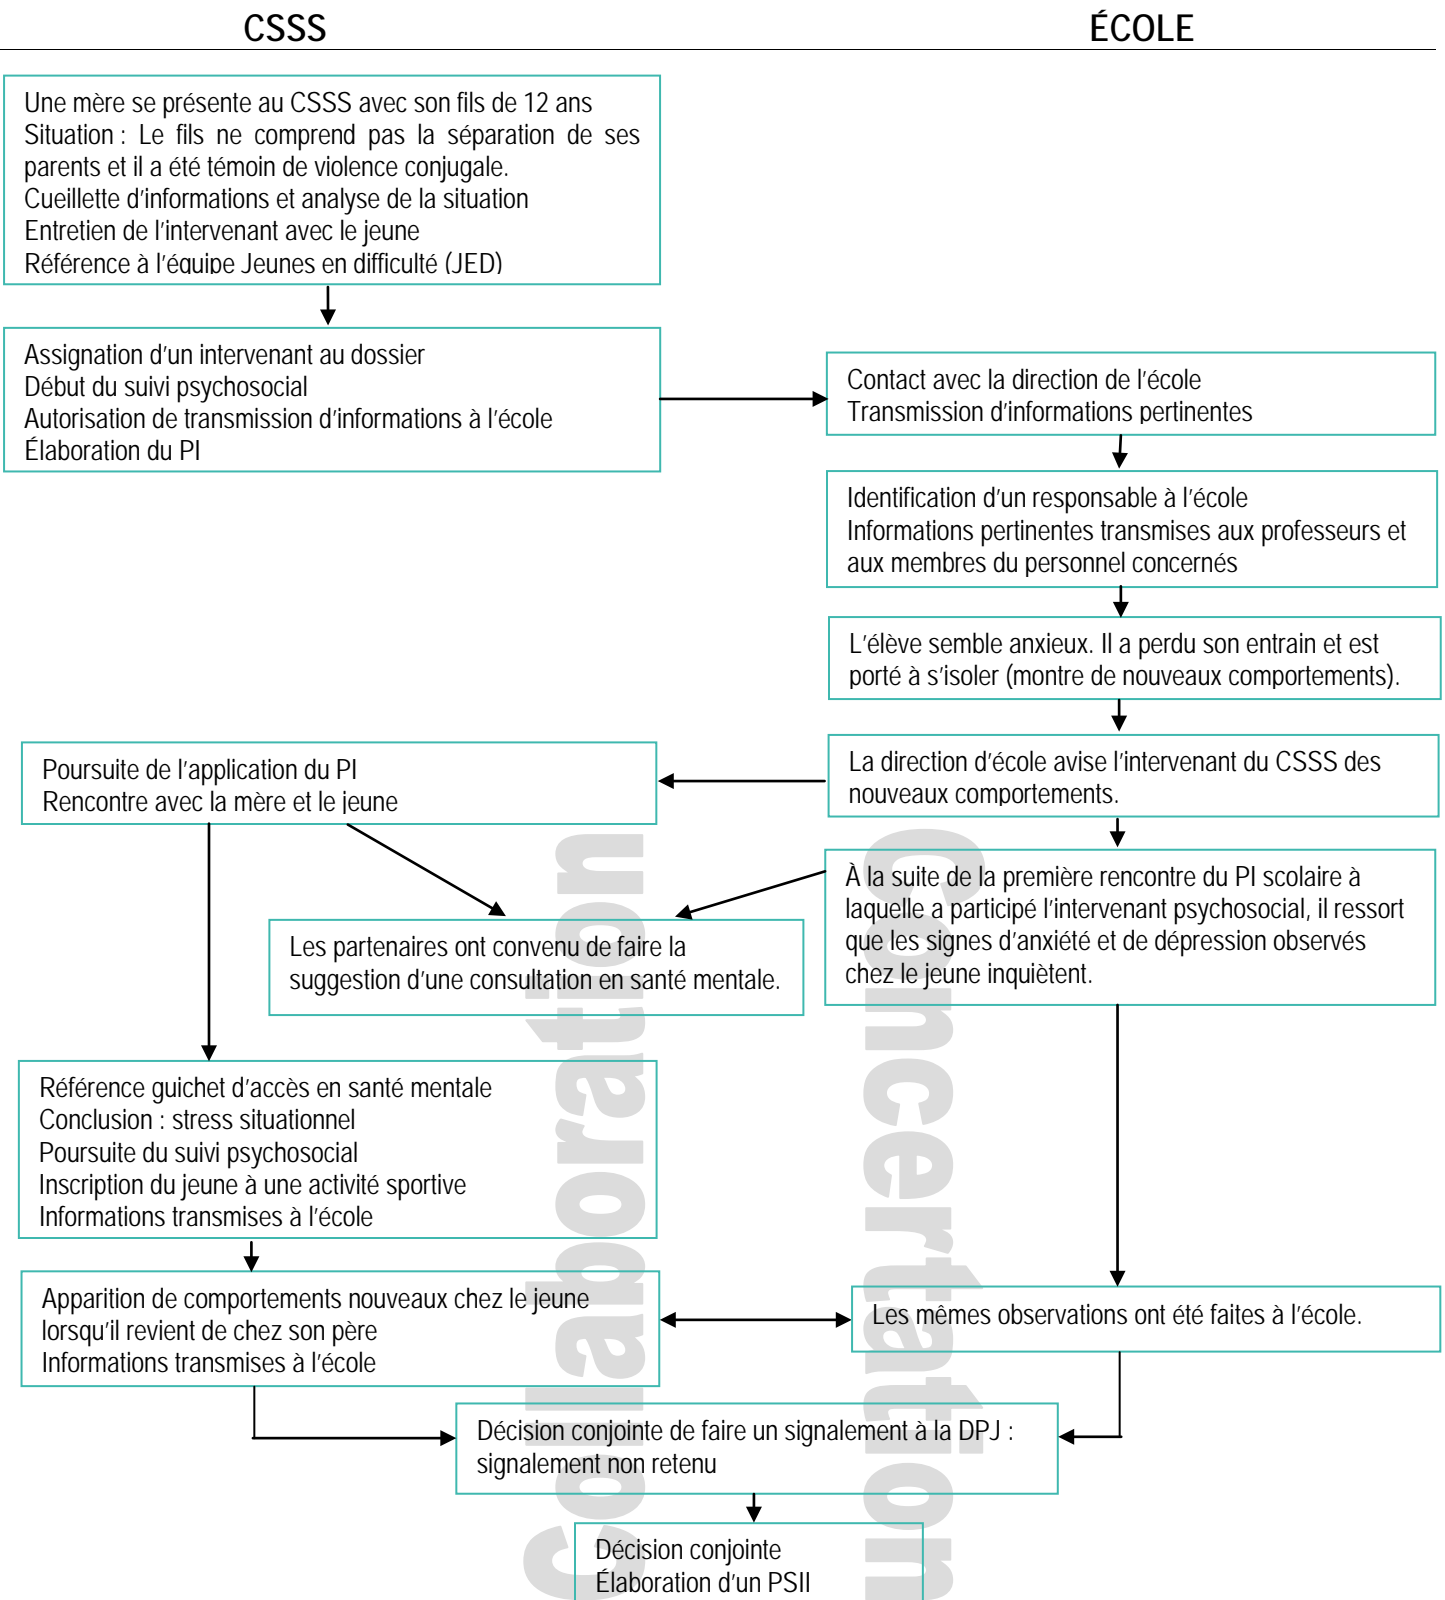 CSSS
ÉCOLE
Une mère se présente au CSSS avec son fils de 12 ans
Situation : Le fils ne comprend pas la séparation de ses
parents et il a été témoin de violence conjugale.
Cueillette d'informations et analyse de la situation
Entretien de l'intervenant avec le jeune
Référence à l'équipe Jeunes en difficulté (JED)
Assignation d'un intervenant au dossier
Début du suivi psychosocial
Autorisation de transmission d'informations à l'école
Élaboration du PI
Contact avec la direction de l'école
Transmission d'informations pertinentes
Identification d'un responsable à l'école
Informations pertinentes transmises aux professeurs et
aux membres du personnel concernés
L'élève semble anxieux. Il a perdu son entrain et est
porté à s'isoler (montre de nouveaux comportements).
La direction d'école avise l'intervenant du CSSS des
nouveaux comportements.
Poursuite de l'application du PI
Rencontre avec la mère et le jeune
À la suite de la première rencontre du PI scolaire à
laquelle a participé l'intervenant psychosocial, il ressort
que les signes d'anxiété et de dépression observés
chez le jeune inquiètent.
Les partenaires ont convenu de faire la
suggestion d'une consultation en santé mentale.
Référence guichet d'accès en santé mentale
Conclusion : stress situationnel
Poursuite du suivi psychosocial
Inscription du jeune à une activité sportive
Informations transmises à l'école
Apparition de comportements nouveaux chez le jeune
lorsqu'il revient de chez son père
Informations transmises à l'école
Les mêmes observations ont été faites à l'école.
Décision conjointe de faire un signalement à la DPJ :
signalement non retenu
Décision conjointe
Élaboration d'un PSII
Collaboration
Concertation